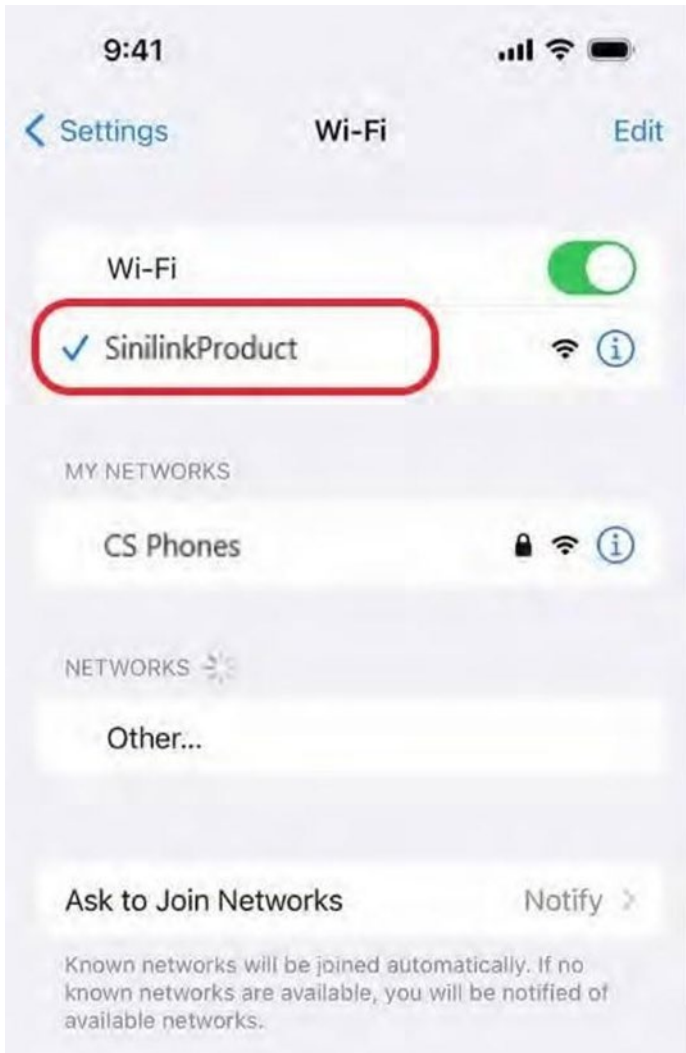 9:41
Settings Wi-Fi Edit
Wi-Fi
SinilinkProduct
MY NETWORKS
CS Phones
NETWORKS
Other...
Ask to Join Networks Notify
Known networks will be joined automatically. If no
known networks are available, you will be notified of
available networks.